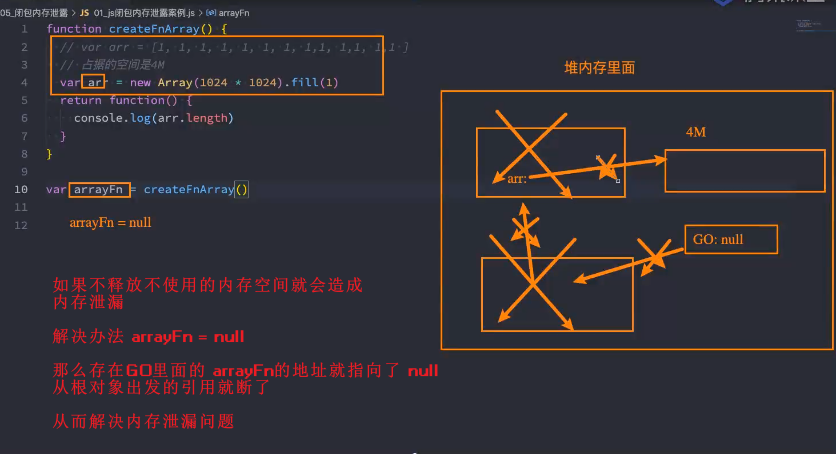 05_闭包内存泄露 > JS 01_js闭包内存泄露案例.js > arrayFn
1 function createFnArray() {
2 // var arr = [1, 1, 1, 1, 1, 1, 1, 1,1, 1,1, 1,1 ]
3 // 占据的空间是4M
4 var arr = new Array(1024 * 1024).fill(1)
5 return function() {
6 console.log(arr.length)
7 }
8 }
9
10 var arrayFn = createFnArray()
11
12
arrayFn = null
如果不释放不使用的内存空间就会造成
内存泄漏
解决办法 arrayFn = null
那么存在GO里面的 arrayFn的地址就指向了 null
从根对象出发的引用就断了
从而解决内存泄漏问题
堆内存里面
4M
arr:
GO: null